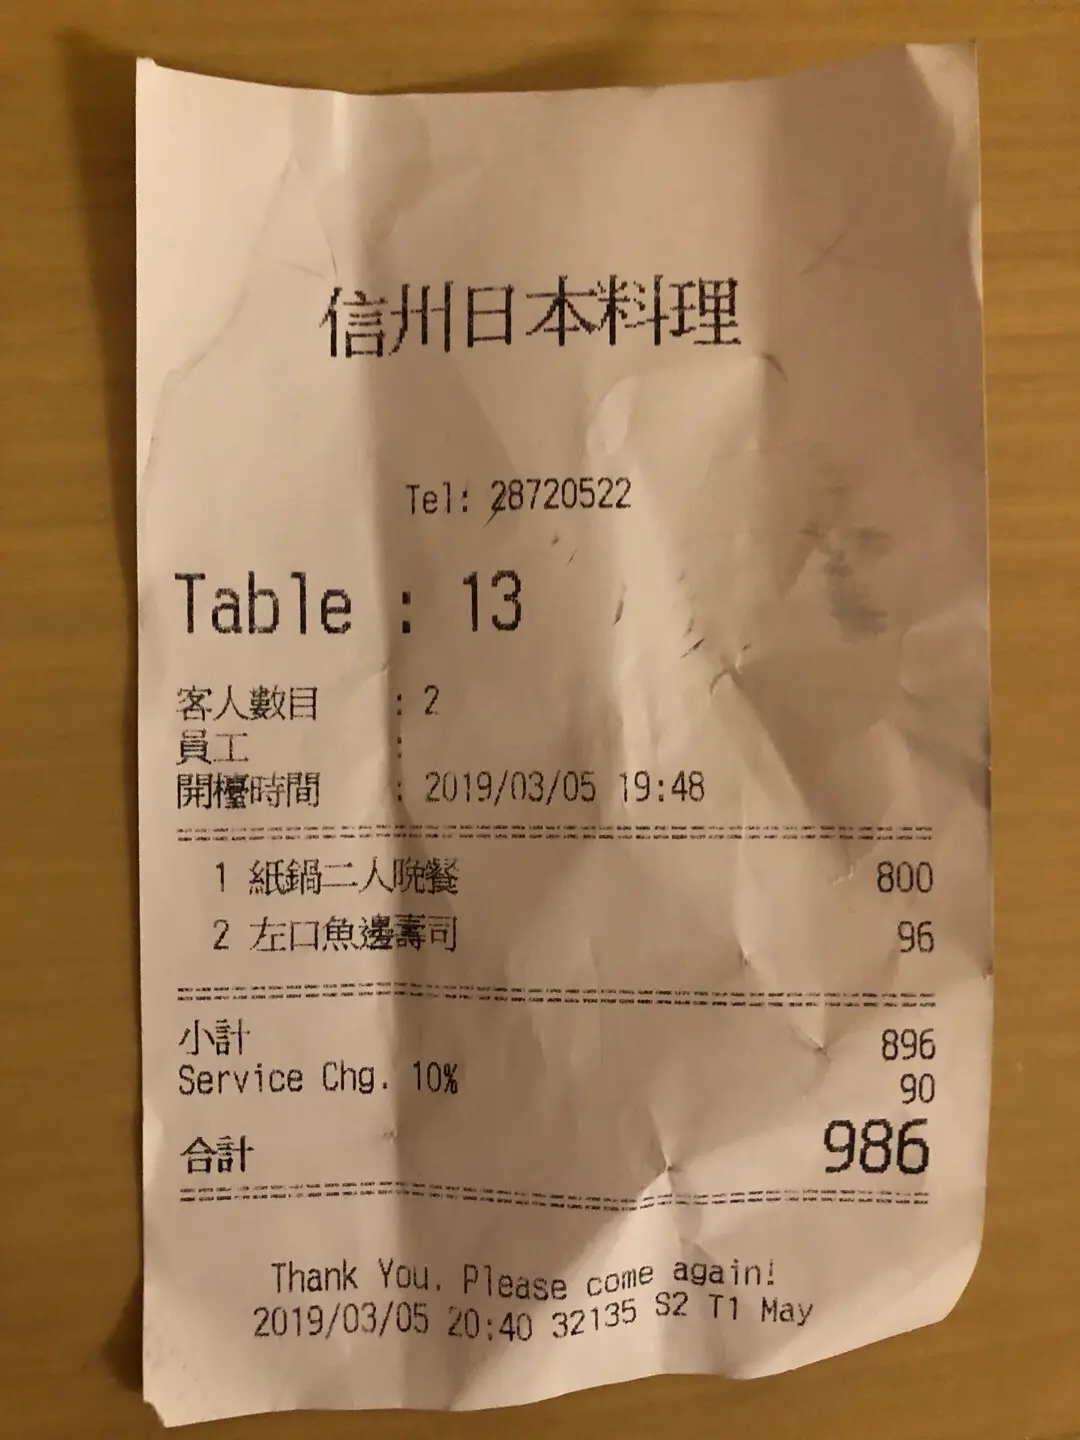 信州日本料理
Tel: 28720522
Table : 13
客人數目 : 2
員工 :
開檯時間 : 2019/03/05 19:48
1 紙鍋二人晚餐 800
2 左口魚邊壽司 96
小計 896
Service Chg. 10% 90
合計 986
Thank You. Please come again!
2019/03/05 20:40 32135 S2 T1 May